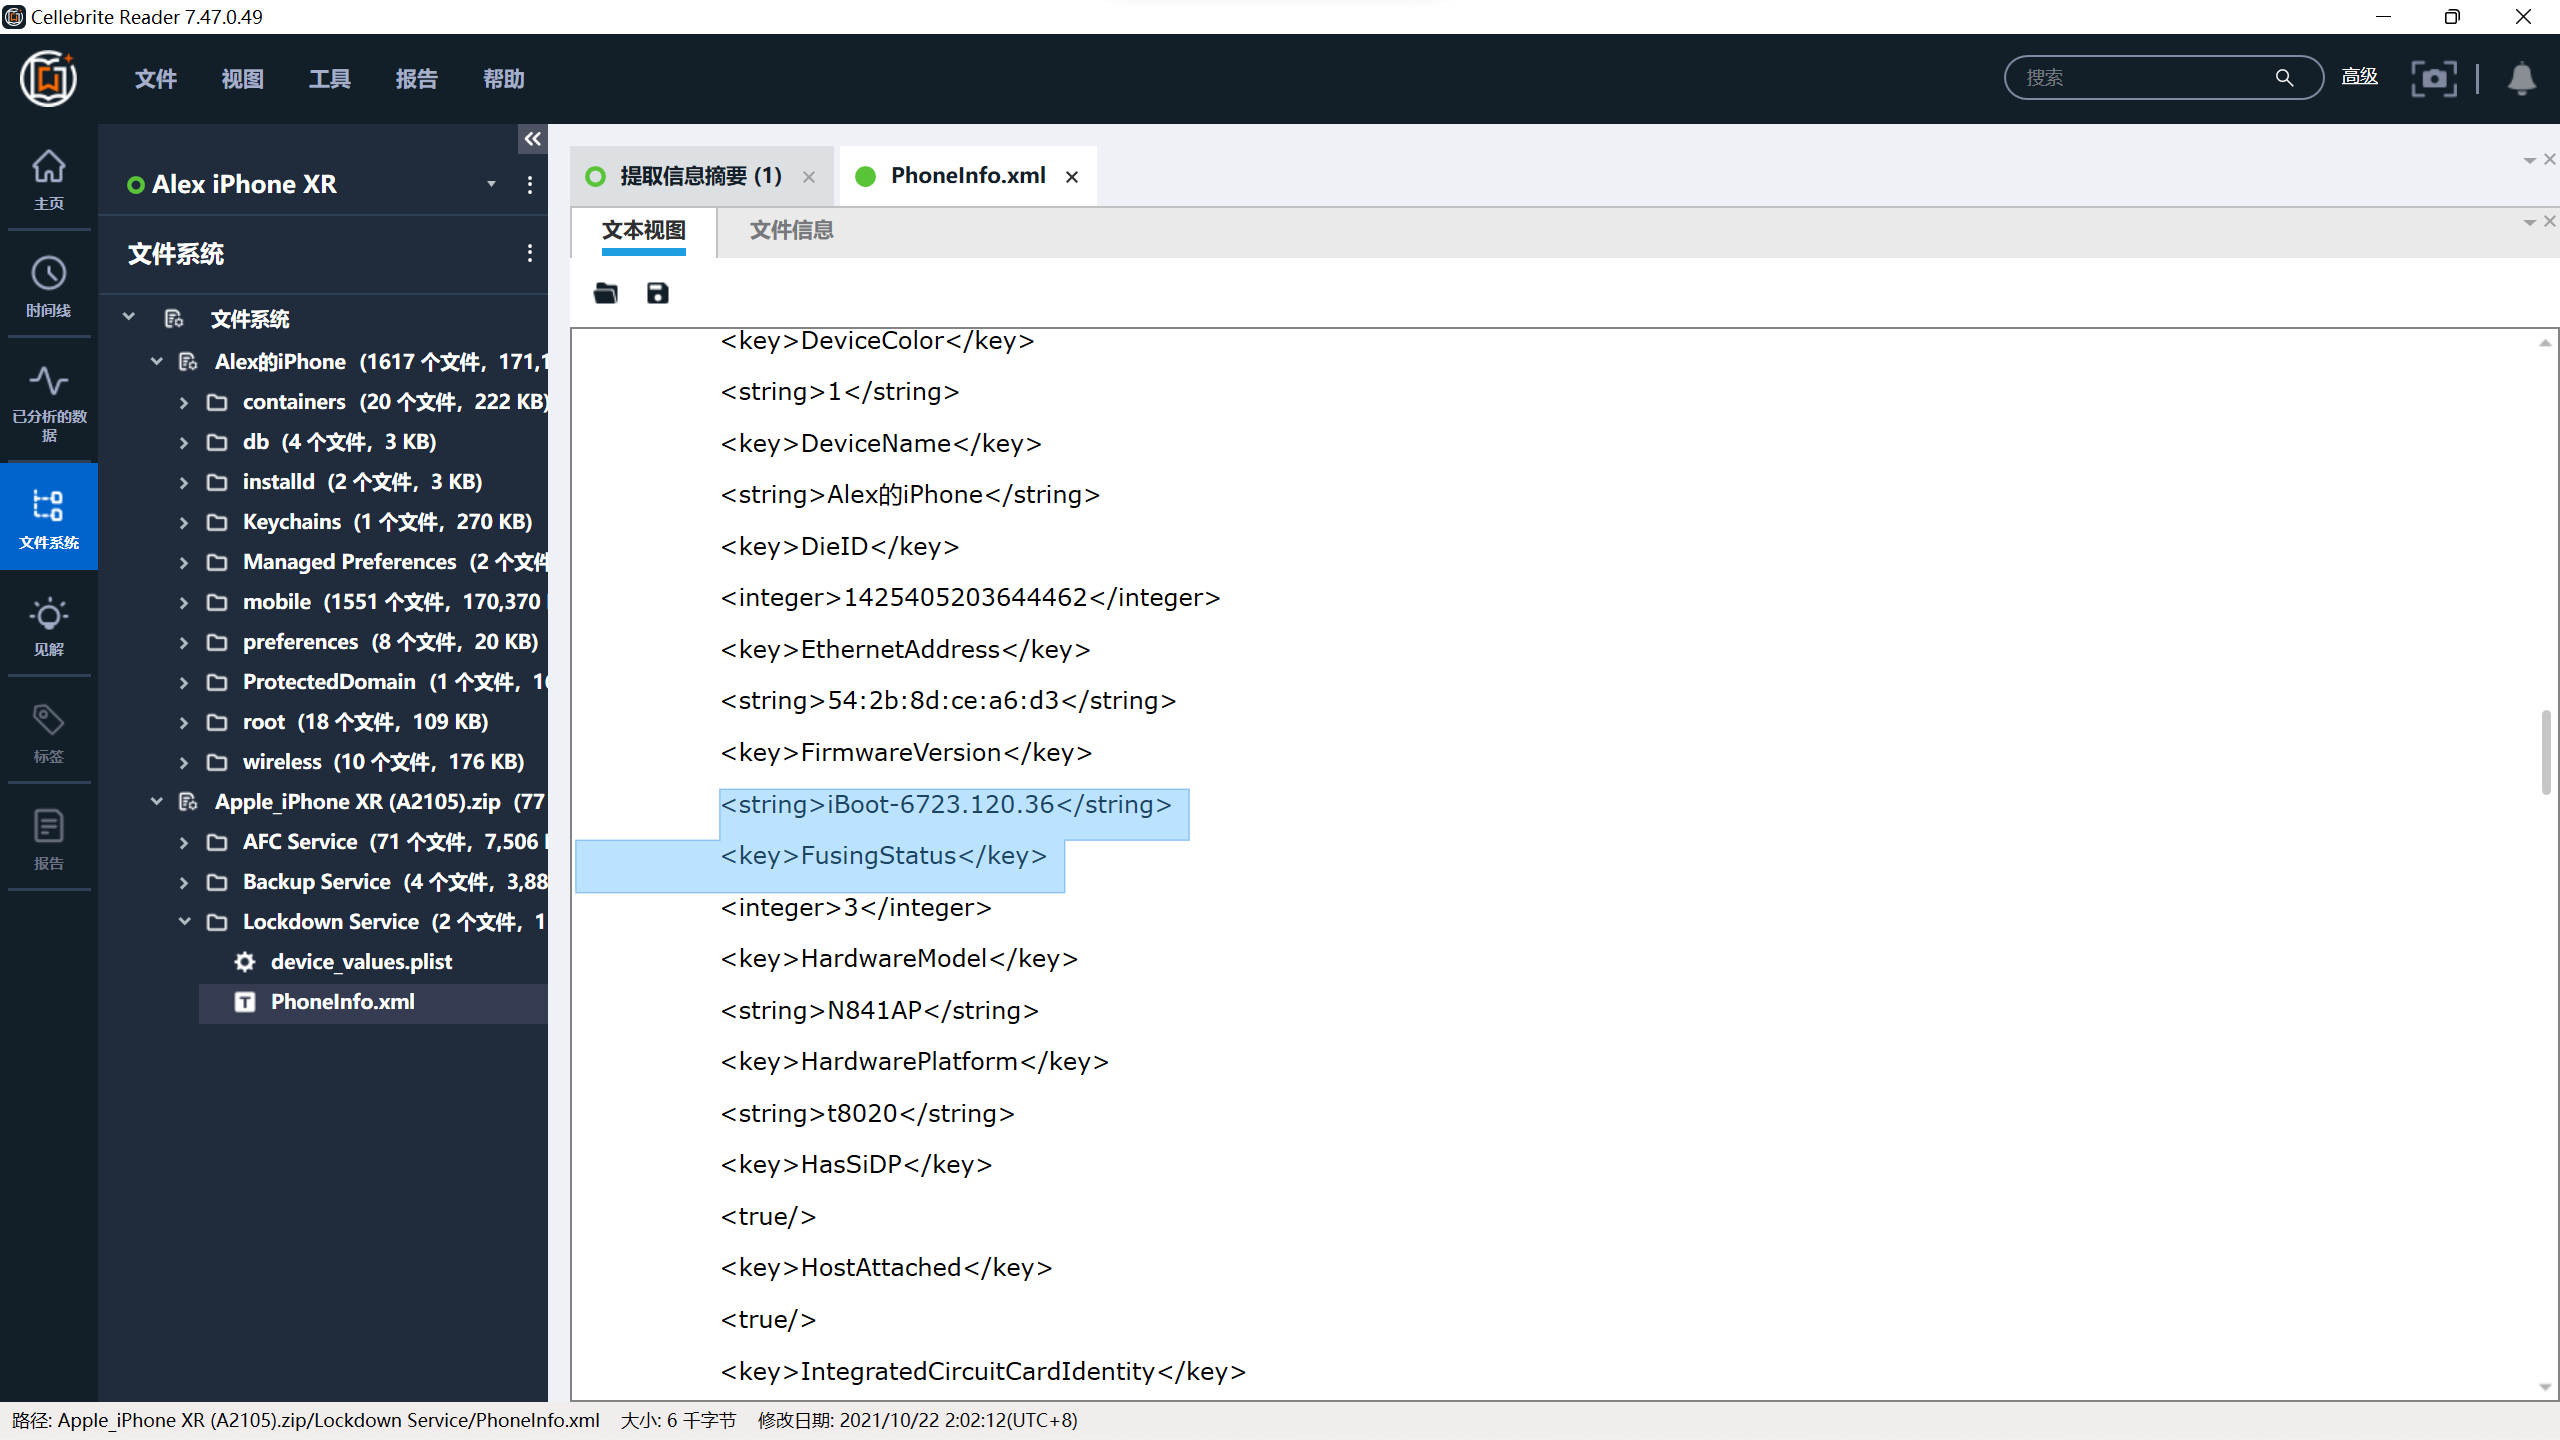 Cellebrite Reader 7.47.0.49
文件 视图 工具 报告 帮助
搜索
高级
主页
时间线
已分析的数
据
文件系统
见解
标签
报告
Alex iPhone XR
文件系统
文件系统
Alex的iPhone (1617 个文件, 171,1
containers (20 个文件, 222 KB)
db (4 个文件, 3 KB)
installd (2 个文件, 3 KB)
Keychains (1 个文件, 270 KB)
Managed Preferences (2 个文件
mobile (1551 个文件, 170,370
preferences (8 个文件, 20 KB)
ProtectedDomain (1 个文件, 16
root (18 个文件, 109 KB)
wireless (10 个文件, 176 KB)
Apple_iPhone XR (A2105).zip (77
AFC Service (71 个文件, 7,506
Backup Service (4 个文件, 3,88
Lockdown Service (2 个文件, 1
device_values.plist
PhoneInfo.xml
提取信息摘要 (1)
PhoneInfo.xml
文本视图
文件信息
<key>DeviceColor</key>
<string>1</string>
<key>DeviceName</key>
<string>Alex的iPhone</string>
<key>DieID</key>
<integer>1425405203644462</integer>
<key>EthernetAddress</key>
<string>54:2b:8d:ce:a6:d3</string>
<key>FirmwareVersion</key>
<string>iBoot-6723.120.36</string>
<key>FusingStatus</key>
<integer>3</integer>
<key>HardwareModel</key>
<string>N841AP</string>
<key>HardwarePlatform</key>
<string>t8020</string>
<key>HasSiDP</key>
<true/>
<key>HostAttached</key>
<true/>
<key>IntegratedCircuitCardIdentity</key>
路径: Apple_iPhone XR (A2105).zip/Lockdown Service/PhoneInfo.xml 大小: 6 千字节 修改日期: 2021/10/22 2:02:12(UTC+8)